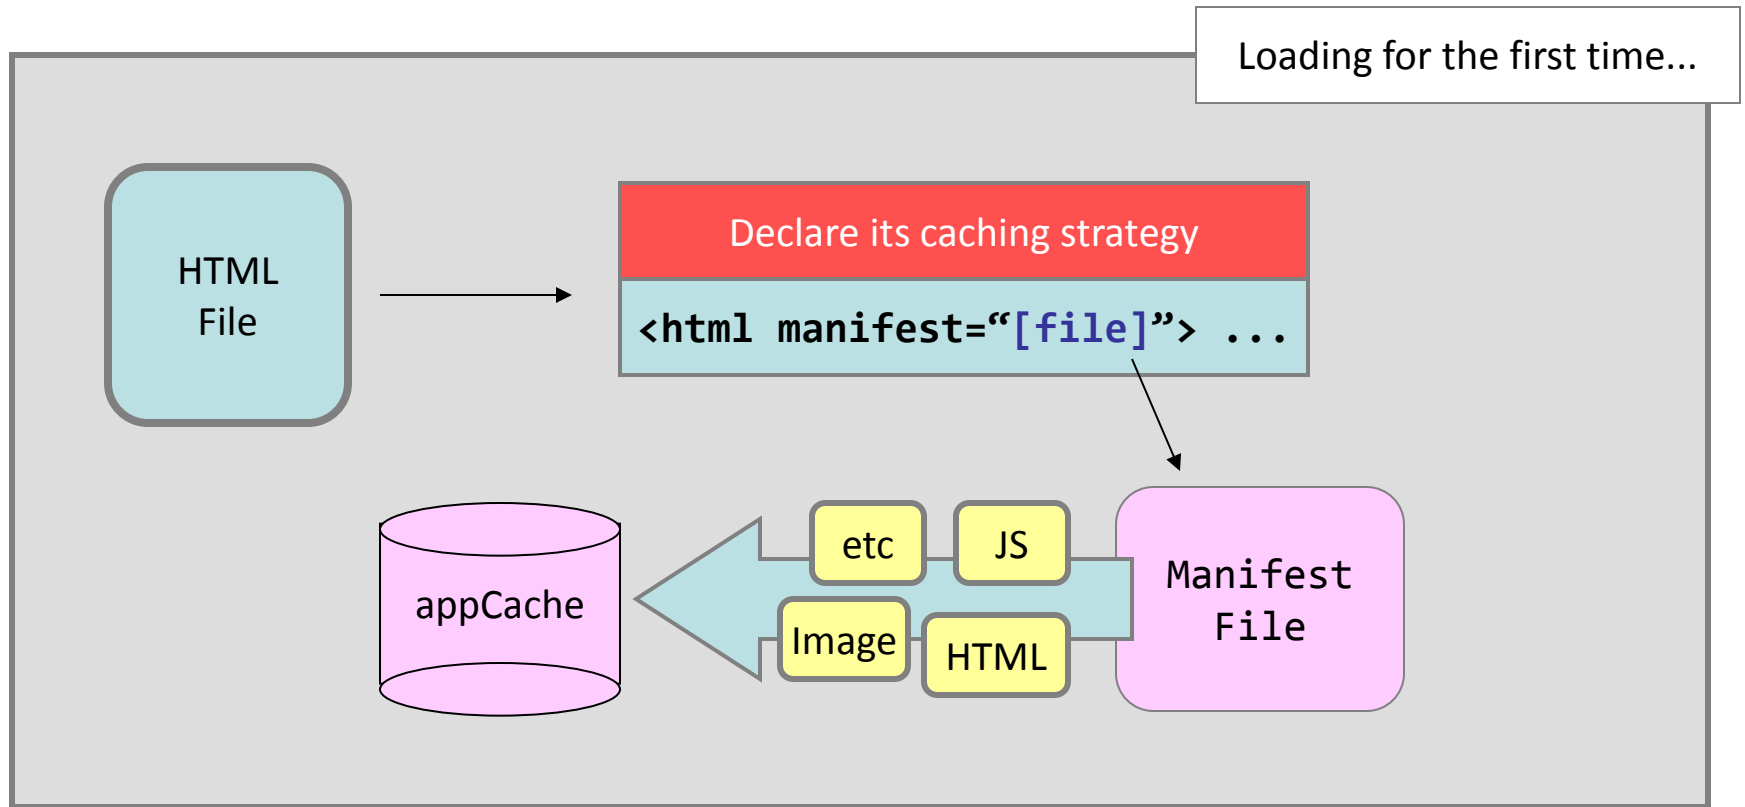 Loading for the first time...
HTML
File
Declare its caching strategy
<html manifest=“[file]”> ...
etc
JS
Image
HTML
appCache
Manifest
File